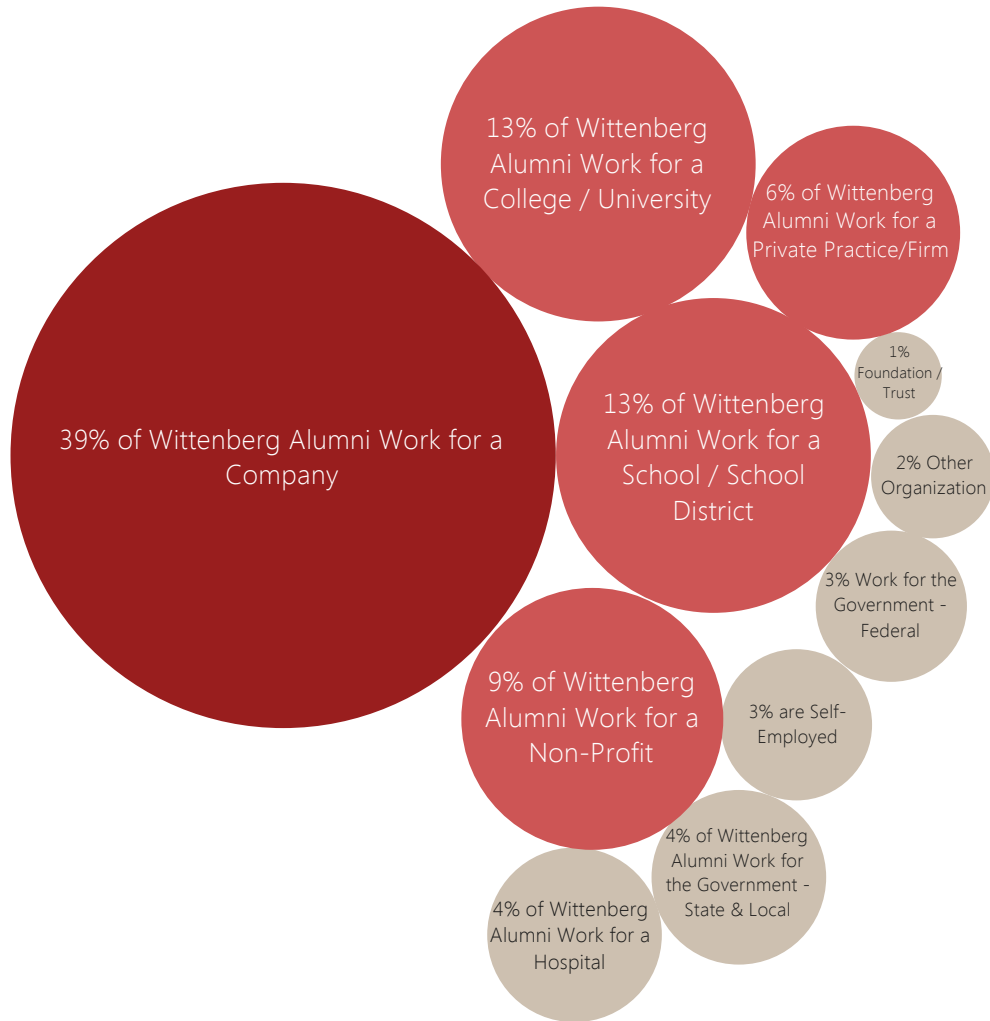 13% of Wittenberg
Alumni Work for a
College / University
6% of Wittenberg
Alumni Work for a
Private Practice/Firm
1%
Foundation /
Trust
39% of Wittenberg Alumni Work for a
Company
13% of Wittenberg
Alumni Work for a
School / School
District
2% Other
Organization
3% Work for the
Government -
Federal
9% of Wittenberg
Alumni Work for a
Non-Profit
3% are Self-
Employed
4% of Wittenberg
Alumni Work for
the Government -
State & Local
4% of Wittenberg
Alumni Work for a
Hospital